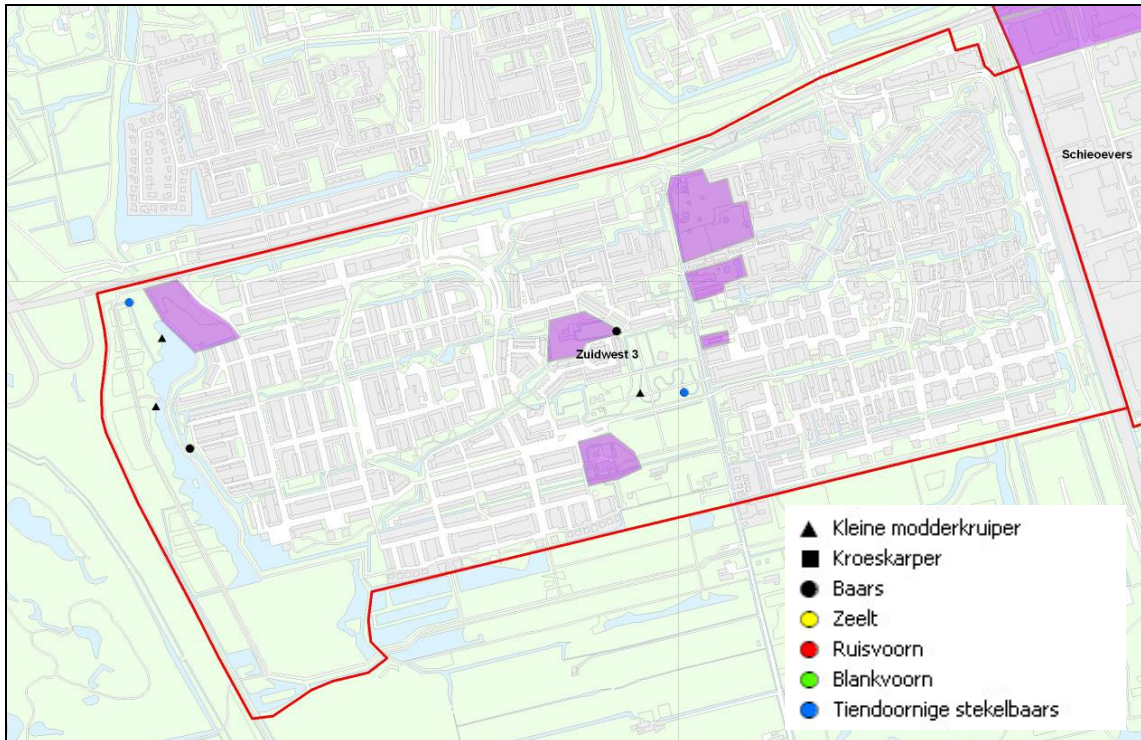 Schieoevers
Zuidwest 3
Kleine modderkruiper
Kroeskarper
Baars
Zeelt
Ruisvoorn
Blankvoorn
Tiendoornige stekelbaars